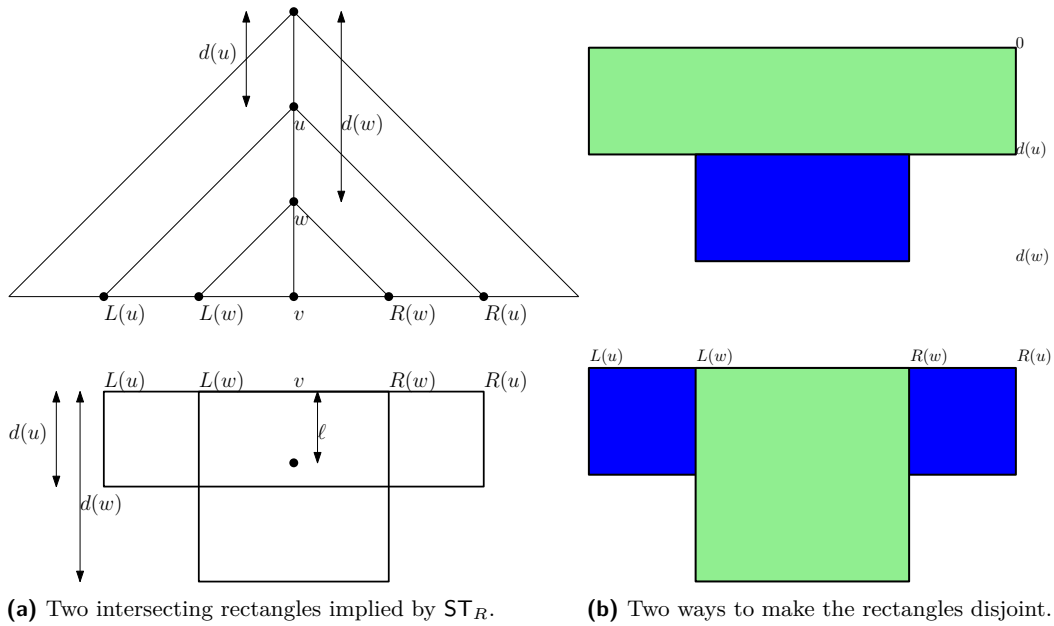 d(u)
d(w)
u
w
L(u) L(w) v R(w) R(u)
L(u) L(w) v R(w) R(u)
d(u)
ℓ
d(w)
(a) Two intersecting rectangles implied by ST_R.
0
d(u)
d(w)
L(u) L(w) R(w) R(u)
(b) Two ways to make the rectangles disjoint.